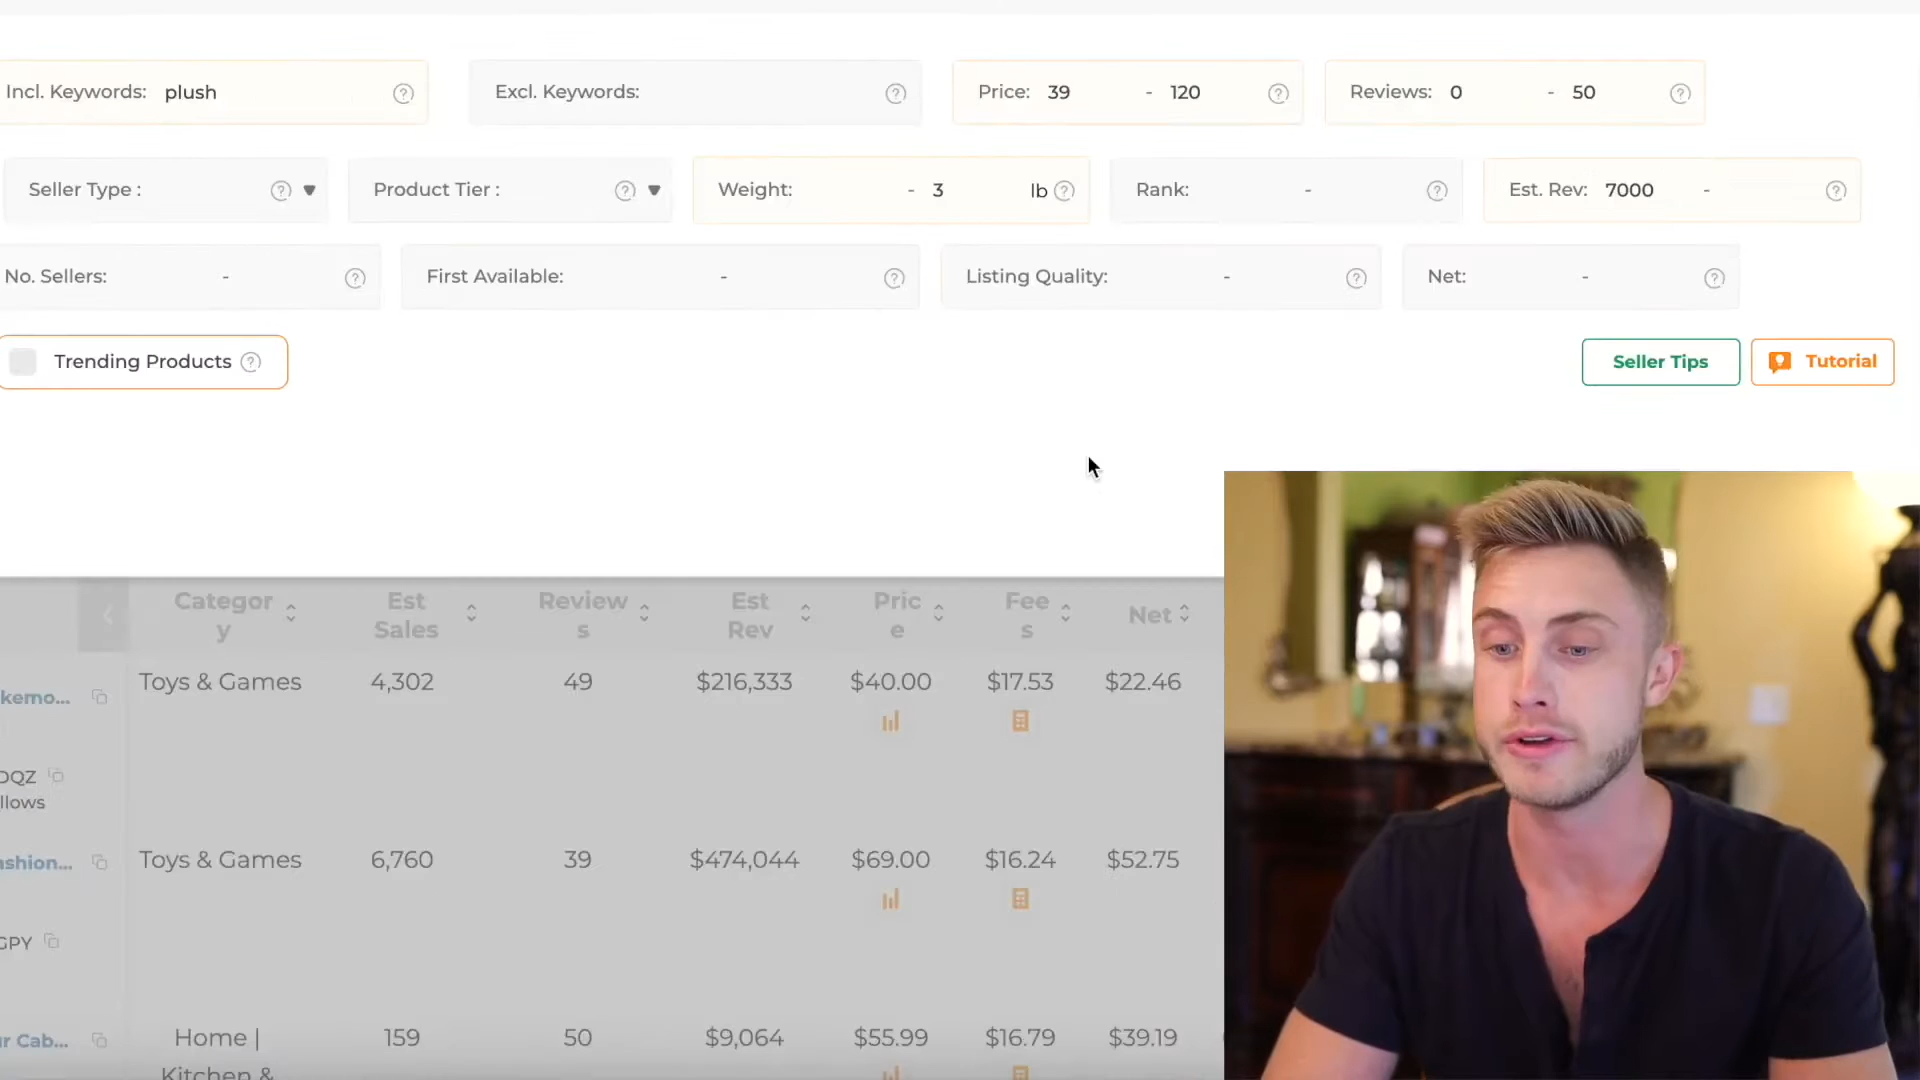 Incl. Keywords: plush
Excl. Keywords:
Price: 39 - 120
Reviews: 0 - 50
Seller Type :
Product Tier :
Weight: - 3 lb
Rank: -
Est. Rev: 7000 -
No. Sellers: -
First Available: -
Listing Quality: -
Net: -
Trending Products
Seller Tips
Tutorial
Categor
y
Est
Sales
Review
s
Est
Rev
Pric
e
Fee
s
Net
kemo...
Toys & Games 4,302 49 $216,333 $40.00 $17.53 $22.46
DQZ
llows
ashion...
Toys & Games 6,760 39 $474,044 $69.00 $16.24 $52.75
GPY
ur Cab...
Home | 159 50 $9,064 $55.99 $16.79 $39.19
Kitchen &